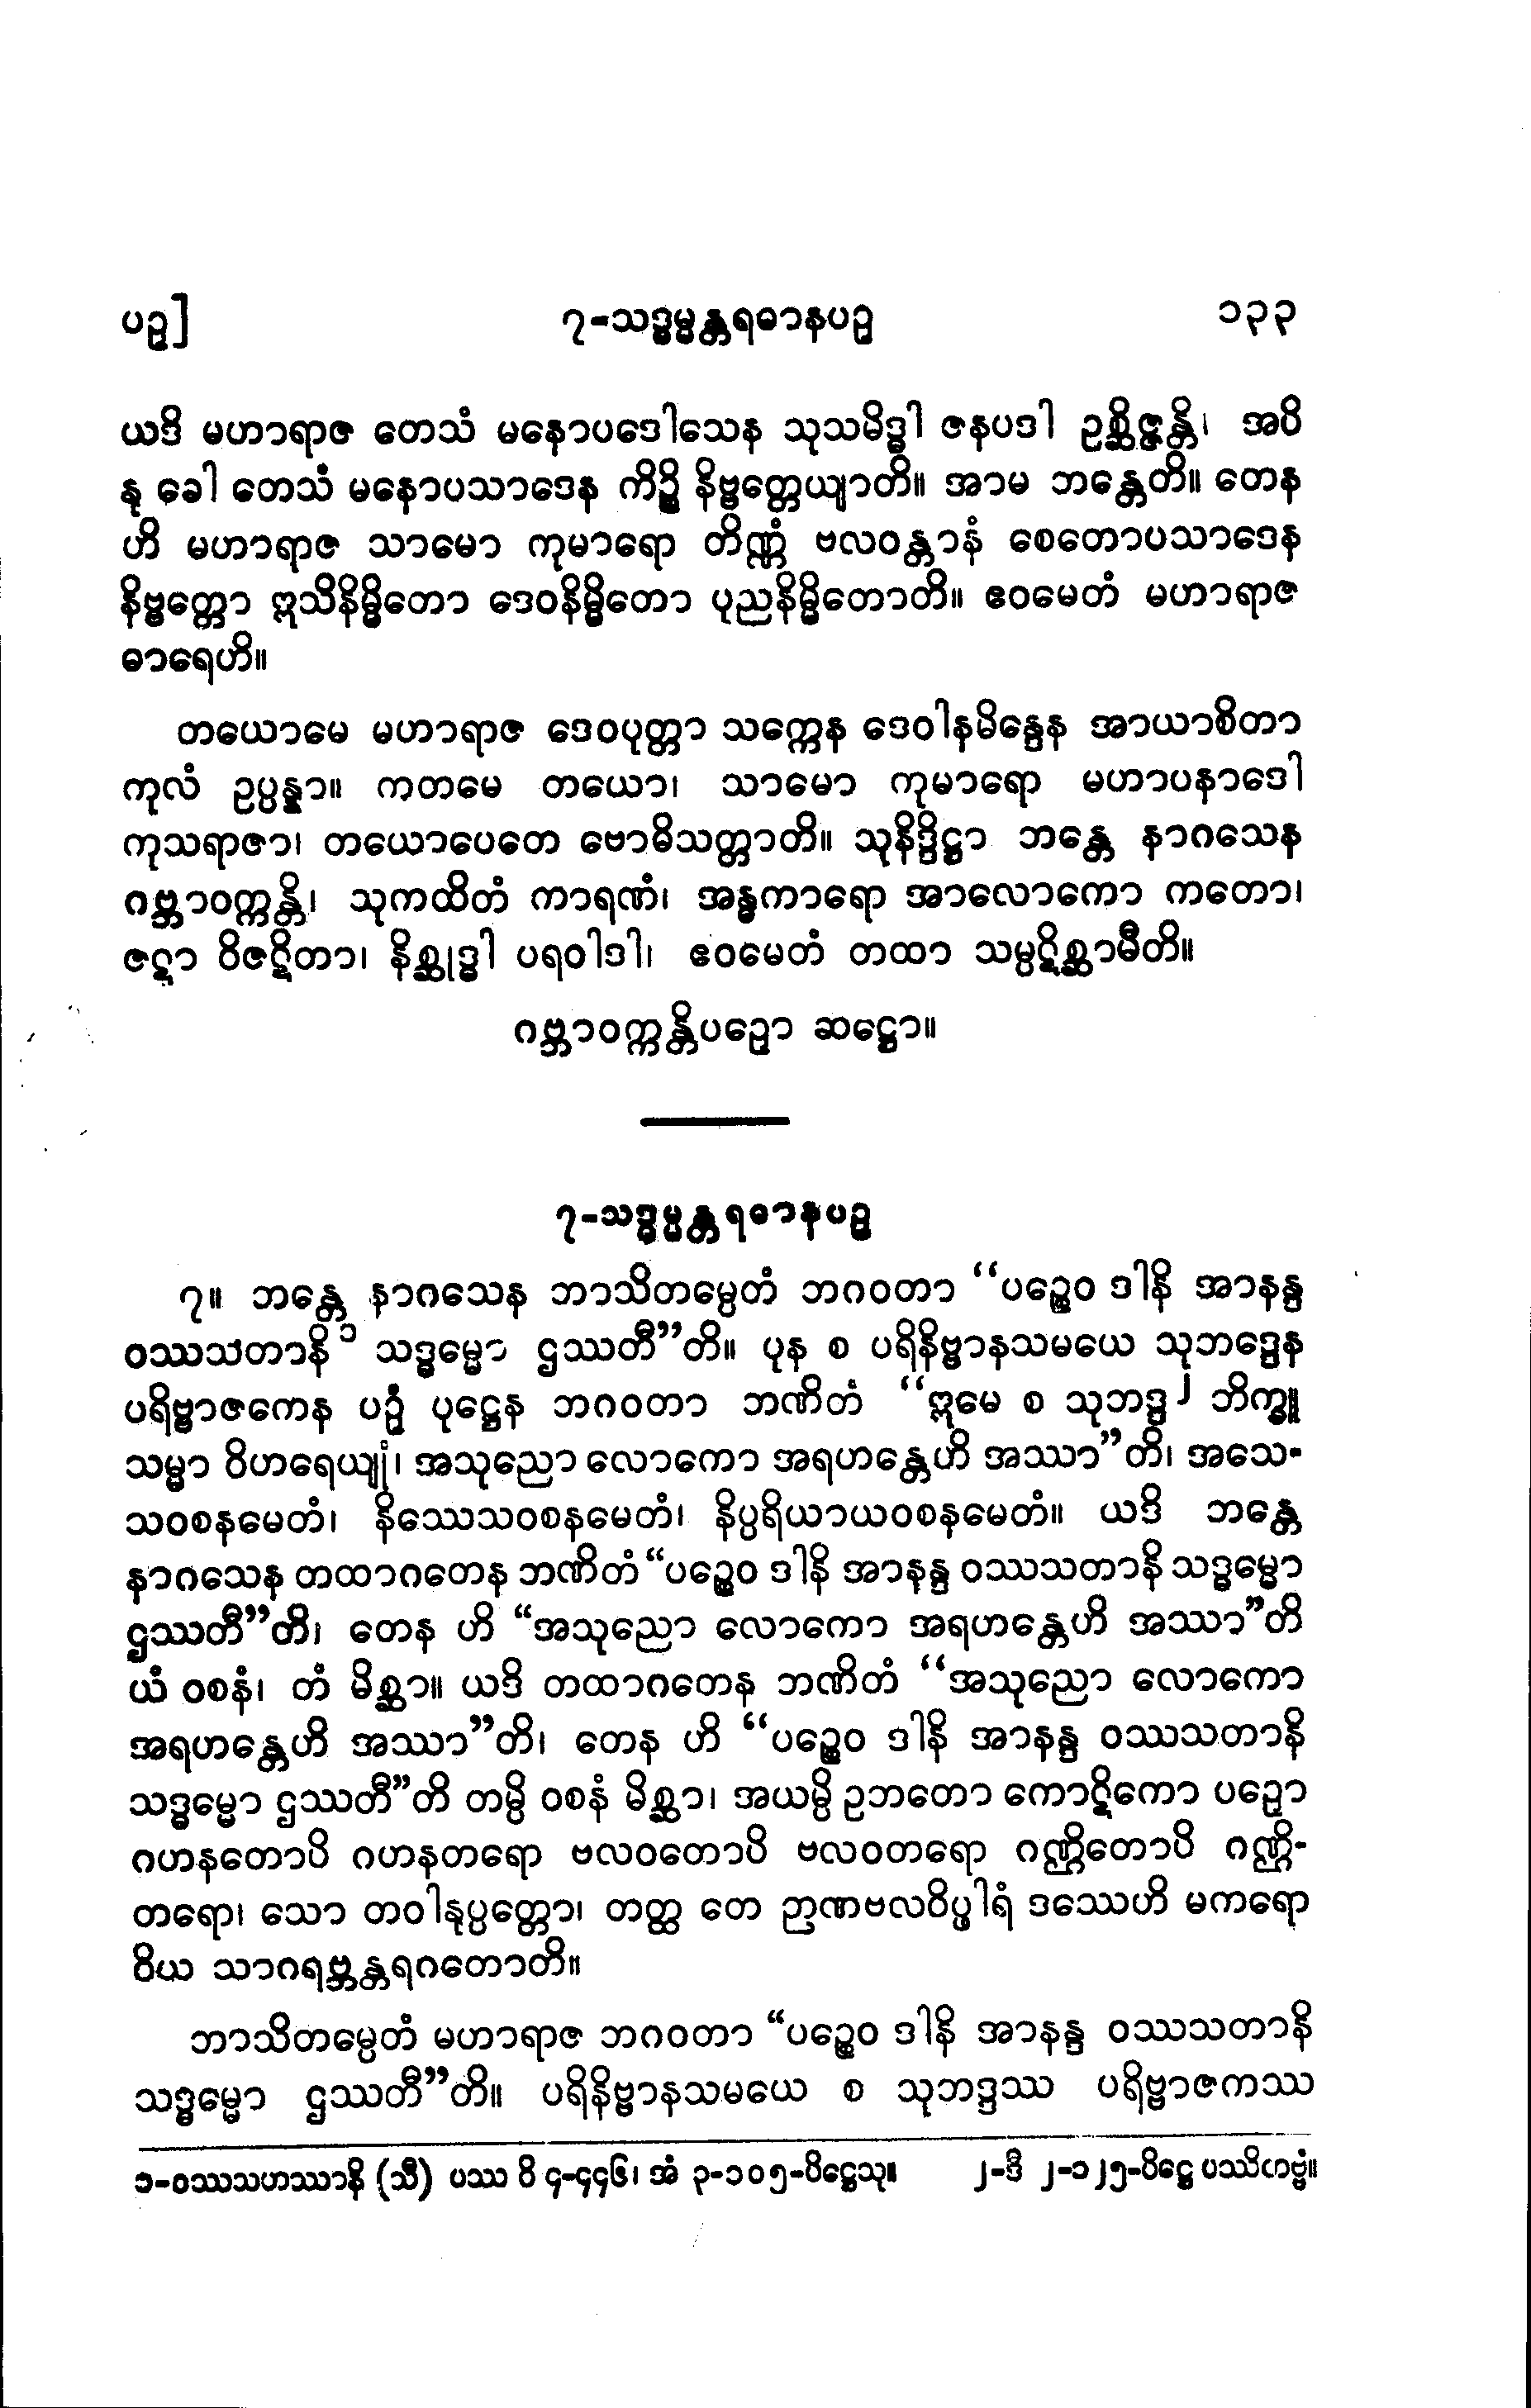 ပဉှ]
၇-သဒ္ဓမ္မန္တရဓာနပဉှ
၁၃၃
ယဒိ မဟာရာဇ တေသံ မနောပဒေါသေန သုသမိဒ္ဓါ ဇနပဒါ ဥစ္ဆိဇ္ဇန္တိ၊ အပိ
နု ခေါ တေသံ မနောပသာဒေန ကိဉ္စိ နိဗ္ဗတ္တေယျာတိ။ အာမ ဘန္တေတိ။ တေန
ဟိ မဟာရာဇ သာမော ကုမာရော တိဏ္ဏံ ဗလဝန္တာနံ စေတောပသာဒေန
နိဗ္ဗတ္တော ဣသိနိမ္မိတော ဒေဝနိမ္မိတော ပုညနိမ္မိတောတိ။ ဧဝမေတံ မဟာရာဇ
ဓာရေဟိ။
တယောမေ မဟာရာဇ ဒေဝပုတ္တာ သက္ကေန ဒေဝါနမိန္ဒေန အာယာစိတာ
ကုလံ ဥပ္ပန္နာ။ ကတမေ တယော၊ သာမော ကုမာရော မဟာပနာဒေါ
ကုသရာဇာ၊ တယောပေတေ ဗောဓိသတ္တာတိ။ သုနိဒ္ဒိဋ္ဌာ ဘန္တေ နာဂသေန
ဂဗ္ဘာဝက္ကန္တိ၊ သုကထိတံ ကာရဏံ၊ အန္ဓကာရော အာလောကော ကတော၊
ဇဋာ ဝိဇဋိတာ၊ နိစ္ဆုဒ္ဓါ ပရဝါဒါ၊ ဧဝမေတံ တထာ သမ္ပဋိစ္ဆာမီတိ။
ဂဗ္ဘာဝက္ကန္တိပဉှော ဆဋ္ဌော။
၇-သဒ္ဓမ္မန္တရဓာနပဉှ
၇။ ဘန္တေ နာဂသေန ဘာသိတမ္ပေတံ ဘဂဝတာ “ပဉ္စေဝ ဒါနိ အာနန္ဒ
ဝဿသတာနိ ၁ သဒ္ဓမ္မော ဌဿတီ”တိ။ ပုန စ ပရိနိဗ္ဗာနသမယေ သုဘဒ္ဒေန
ပရိဗ္ဗာဇကေန ပဉှံ ပုဋ္ဌေန ဘဂဝတာ ဘဏိတံ “ဣမေ စ သုဘဒ္ဒ ၂ ဘိက္ခူ
သမ္မာ ဝိဟရေယျုံ၊ အသုညော လောကော အရဟန္တေဟိ အဿာ”တိ၊ အသေ-
သဝစနမေတံ၊ နိဿေသဝစနမေတံ၊ နိပ္ပရိယာယဝစနမေတံ။ ယဒိ ဘန္တေ
နာဂသေန တထာဂတေန ဘဏိတံ “ပဉ္စေဝ ဒါနိ အာနန္ဒ ဝဿသတာနိ သဒ္ဓမ္မော
ဌဿတီ”တိ၊ တေန ဟိ “အသုညော လောကော အရဟန္တေဟိ အဿာ”တိ
ယံ ဝစနံ၊ တံ မိစ္ဆာ။ ယဒိ တထာဂတေန ဘဏိတံ “အသုညော လောကော
အရဟန္တေဟိ အဿာ”တိ၊ တေန ဟိ “ပဉ္စေဝ ဒါနိ အာနန္ဒ ဝဿသတာနိ
သဒ္ဓမ္မော ဌဿတီ”တိ တမ္ပိ ဝစနံ မိစ္ဆာ၊ အယမ္ပိ ဥဘတော ကောဋိကော ပဉှော
ဂဟနတောပိ ဂဟနတရော ဗလဝတောပိ ဗလဝတရော ဂဏ္ဌိတောပိ ဂဏ္ဌိ-
တရော၊ သော တဝါနုပ္ပတ္တော၊ တတ္ထ တေ ဉာဏဗလဝိပ္ဖါရံ ဒဿေဟိ မကရော
ဝိယ သာဂရဗ္ဘန္တရဂတောတိ။
ဘာသိတမ္ပေတံ မဟာရာဇ ဘဂဝတာ “ပဉ္စေဝ ဒါနိ အာနန္ဒ ဝဿသတာနိ
သဒ္ဓမ္မော ဌဿတီ”တိ။ ပရိနိဗ္ဗာနသမယေ စ သုဘဒ္ဒဿ ပရိဗ္ဗာဇကဿ
၁-ဝဿသဟဿာနိ (သီ) ပဿ ဝိ ၄-၄၄၆၊ အံ ၃-၁၀၅-ပိဋ္ဌေသု။ ၂-ဒီ ၂-၁၂၅-ပိဋ္ဌေ ပဿိတဗ္ဗံ။